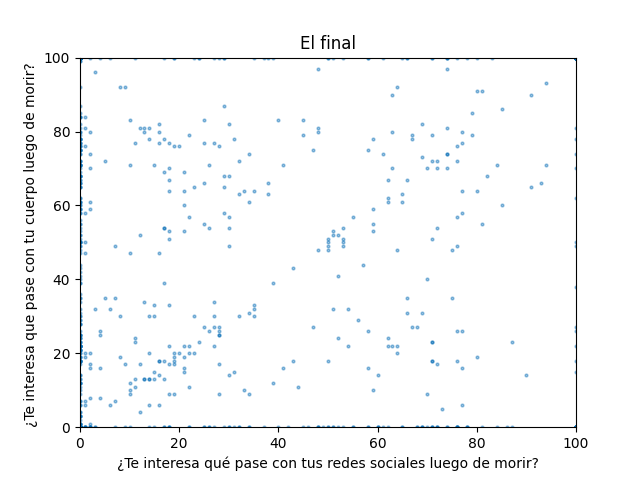 El final
100
80
60
40
20
0
¿Te interesa que pase con tu cuerpo luego de morir?
0 20 40 60 80 100
¿Te interesa qué pase con tus redes sociales luego de morir?